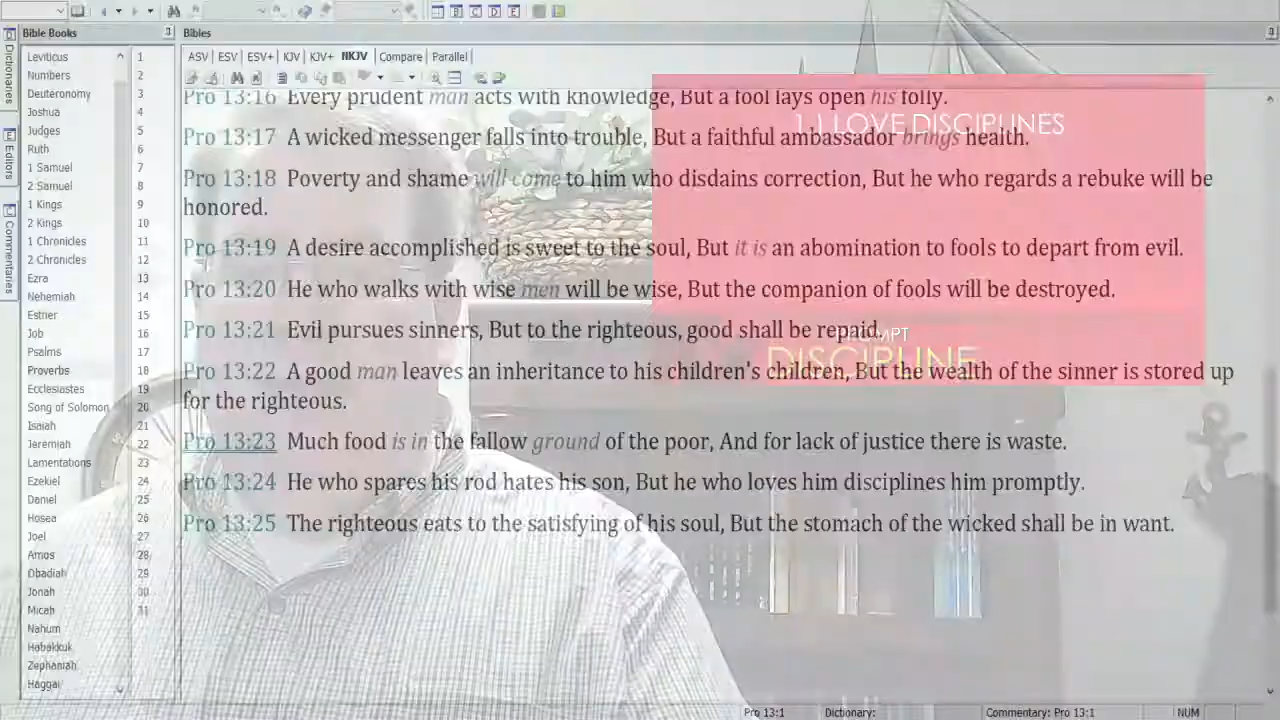 Bible Books
Bibles
Dictionaries
Editors
Commentaries
ASV ESV ESV+ KJV KJV+ NKJV Compare Parallel
B C D E
Leviticus 1
Numbers 2
Deuteronomy 3
Joshua 4
Judges 5
Ruth 6
1 Samuel 7
2 Samuel 8
1 Kings 9
2 Kings 10
1 Chronicles 11
2 Chronicles 12
Ezra 13
Nehemiah 14
Esther 15
Job 16
Psalms 17
Proverbs 18
Ecclesiastes 19
Song of Solomon 20
Isaiah 21
Jeremiah 22
Lamentations 23
Ezekiel 24
Daniel 25
Hosea 26
Joel 27
Amos 28
Obadiah 29
Jonah 30
Micah 31
Nahum
Habakkuk
Zephaniah
Haggai
Pro 13:16 Every prudent man acts with knowledge, But a fool lays open his folly.
LOVE DISCIPLINES
Pro 13:17 A wicked messenger falls into trouble, But a faithful ambassador brings health.
Pro 13:18 Poverty and shame will come to him who disdains correction, But he who regards a rebuke will be
honored.
Pro 13:19 A desire accomplished is sweet to the soul, But it is an abomination to fools to depart from evil.
Pro 13:20 He who walks with wise men will be wise, But the companion of fools will be destroyed.
Pro 13:21 Evil pursues sinners, But to the righteous, good shall be repaid.
PROMPT
DISCIPLINE
Pro 13:22 A good man leaves an inheritance to his children's children, But the wealth of the sinner is stored up
for the righteous.
Pro 13:23 Much food is in the fallow ground of the poor, And for lack of justice there is waste.
Pro 13:24 He who spares his rod hates his son, But he who loves him disciplines him promptly.
Pro 13:25 The righteous eats to the satisfying of his soul, But the stomach of the wicked shall be in want.
Pro 13:1 Dictionary: Commentary: Pro 13:1 NUM